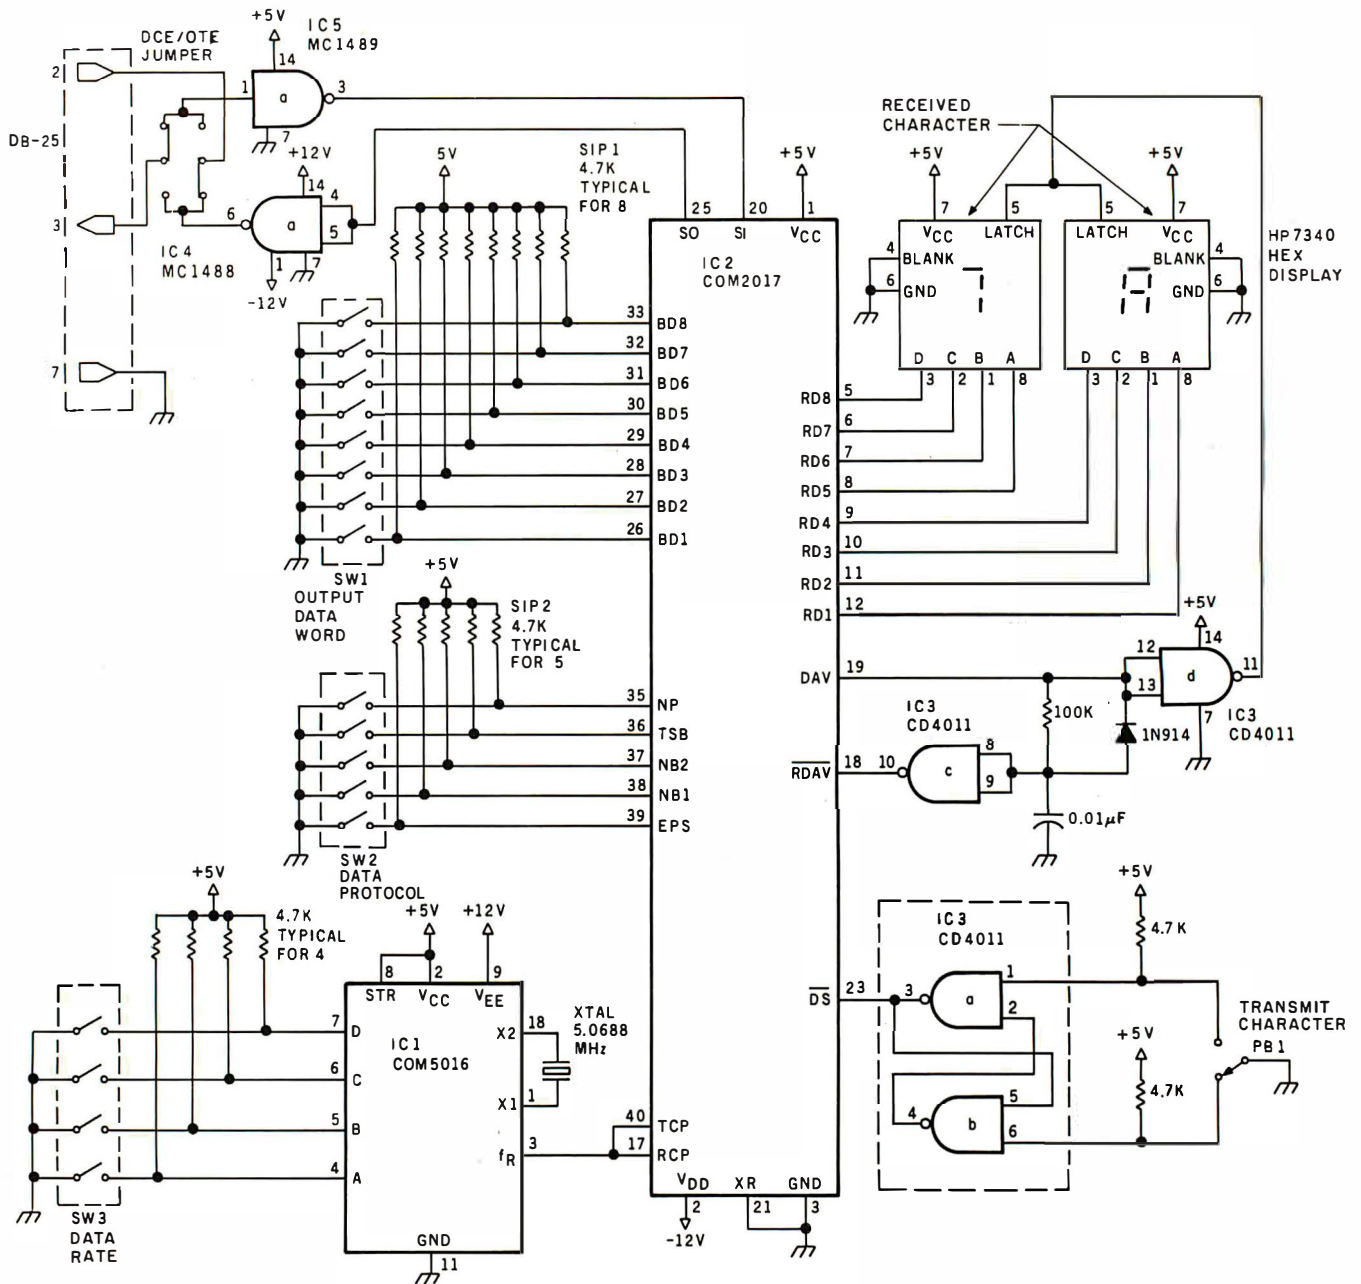 +5V
IC5
MC1489
DCE/OTE
JUMPER
14
2
1
a
3
7
DB-25
+12V
14
4
6
a
5
3
IC4
MC1488
1
7
-12V
7
5V
SIP1
4.7K
TYPICAL
FOR 8
+5V
25
20
1
SO
SI
VCC
IC2
COM2017
33
BD8
32
BD7
31
BD6
30
BD5
29
BD4
28
BD3
27
BD2
26
BD1
SW1
OUTPUT
DATA
WORD
+5V
SIP2
4.7K
TYPICAL
FOR 5
35
NP
36
TSB
37
NB2
38
NB1
39
EPS
SW2
DATA
PROTOCOL
RECEIVED
CHARACTER
+5V
+5V
7
5
5
7
VCC
LATCH
LATCH
VCC
4
BLANK
BLANK
4
6
GND
GND
6
7
A
HP7340
HEX
DISPLAY
D
C
B
A
D
C
B
A
3
2
1
8
3
2
1
8
RD8
5
RD7
6
RD6
7
RD5
8
RD4
9
RD3
10
RD2
11
RD1
12
+5V
14
DAV
19
12
13
d
11
7
IC3
CD4011
100K
1N914
IC3
CD4011
RDAV
18
10
c
8
9
0.01µF
+5V
4.7K
TYPICAL
FOR 4
+5V
+12V
8
2
9
STR
VCC
VEE
7
D
6
C
5
B
4
A
IC1
COM5016
X2
18
XTAL
5.0688
MHz
X1
1
fR
3
GND
11
SW3
DATA
RATE
40
TCP
17
RCP
VDD
XR
GND
2
21
3
-12V
+5V
IC3
CD4011
4.7K
DS
23
3
a
1
2
+5V
TRANSMIT
CHARACTER
PB1
4.7K
4
b
5
6